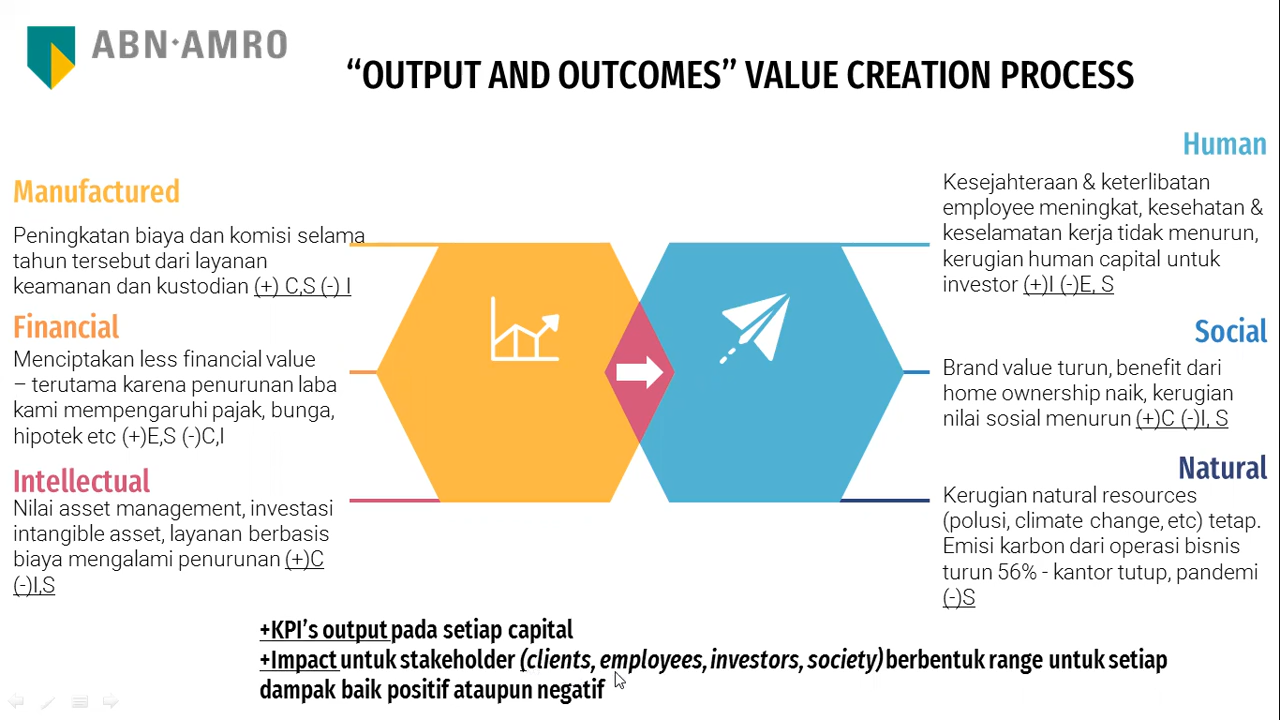 ABN·AMRO
“OUTPUT AND OUTCOMES” VALUE CREATION PROCESS
Manufactured
Peningkatan biaya dan komisi selama
tahun tersebut dari layanan
keamanan dan kustodian (+) C,S (-) I
Financial
Menciptakan less financial value
– terutama karena penurunan laba
kami mempengaruhi pajak, bunga,
hipotek etc (+)E,S (-)C,I
Intellectual
Nilai asset management, investasi
intangible asset, layanan berbasis
biaya mengalami penurunan (+)C
(-)I,S
Human
Kesejahteraan & keterlibatan
employee meningkat, kesehatan &
keselamatan kerja tidak menurun,
kerugian human capital untuk
investor (+)I (-)E, S
Social
Brand value turun, benefit dari
home ownership naik, kerugian
nilai sosial menurun (+)C (-)I, S
Natural
Kerugian natural resources
(polusi, climate change, etc) tetap.
Emisi karbon dari operasi bisnis
turun 56% - kantor tutup, pandemi
(-)S
+KPI’s output pada setiap capital
+Impact untuk stakeholder (clients, employees, investors, society) berbentuk range untuk setiap
dampak baik positif ataupun negatif